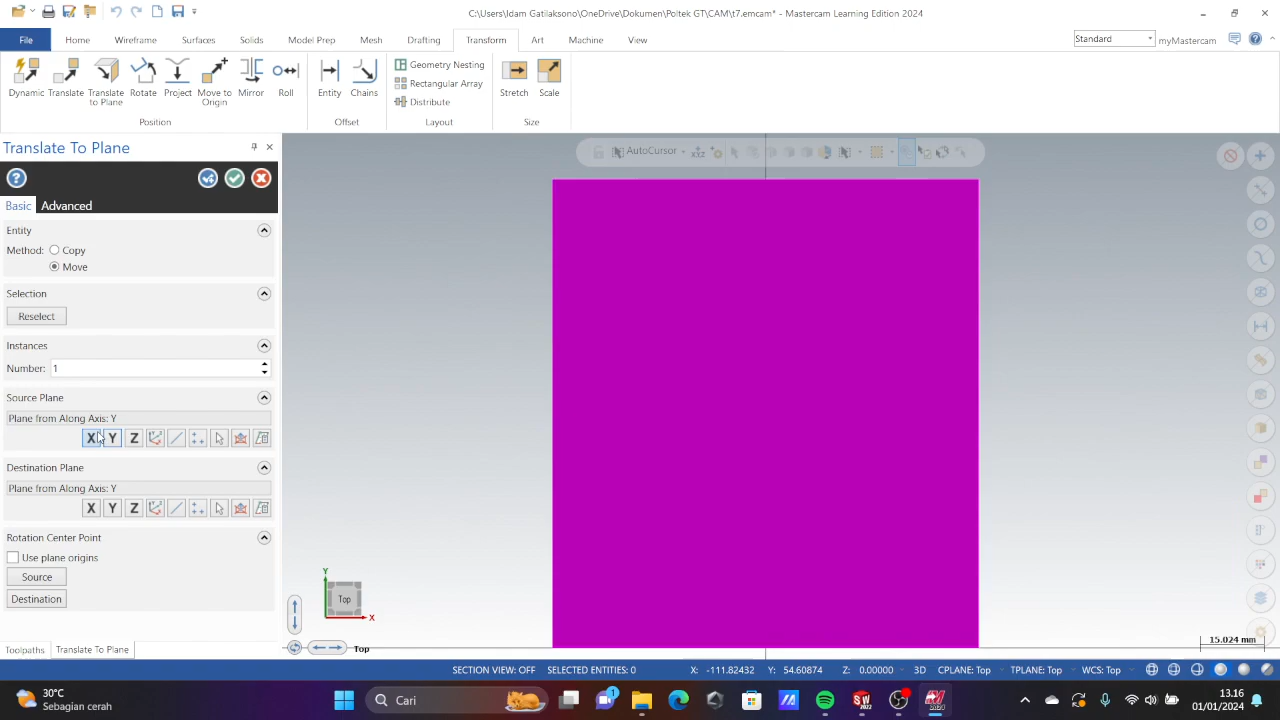 C:\Users\Idam Gatilaksono\OneDrive\Dokumen\Poltek GT\CAM\t7.emcam* - Mastercam Learning Edition 2024
File Home Wireframe Surfaces Solids Model Prep Mesh Drafting Transform Art Machine View Standard myMastercam
Dynamic Translate Translate to Plane Rotate Project Move to Origin Mirror Roll Entity Chains Geometry Nesting Stretch Scale
Rectangular Array
Distribute
Position Offset Layout Size
Translate To Plane
AutoCursor
XYZ
Basic Advanced
Entity
Method: Copy
Move
Selection
Reselect
Instances
Number: 1
Source Plane
Plane from Along Axis: Y
X Y Z
Destination Plane
Plane from Along Axis: Y
X Y Z
Rotation Center Point
Use plane origins
Source
Destination
Y
Top
X
Top
15.024 mm
Toolpaths Translate To Plane
SECTION VIEW: OFF SELECTED ENTITIES: 0 X: -111.82432 Y: 54.60874 Z: 0.00000 3D CPLANE: Top TPLANE: Top WCS: Top
30°C
Sebagian cerah
Cari
1
13.16
01/01/2024